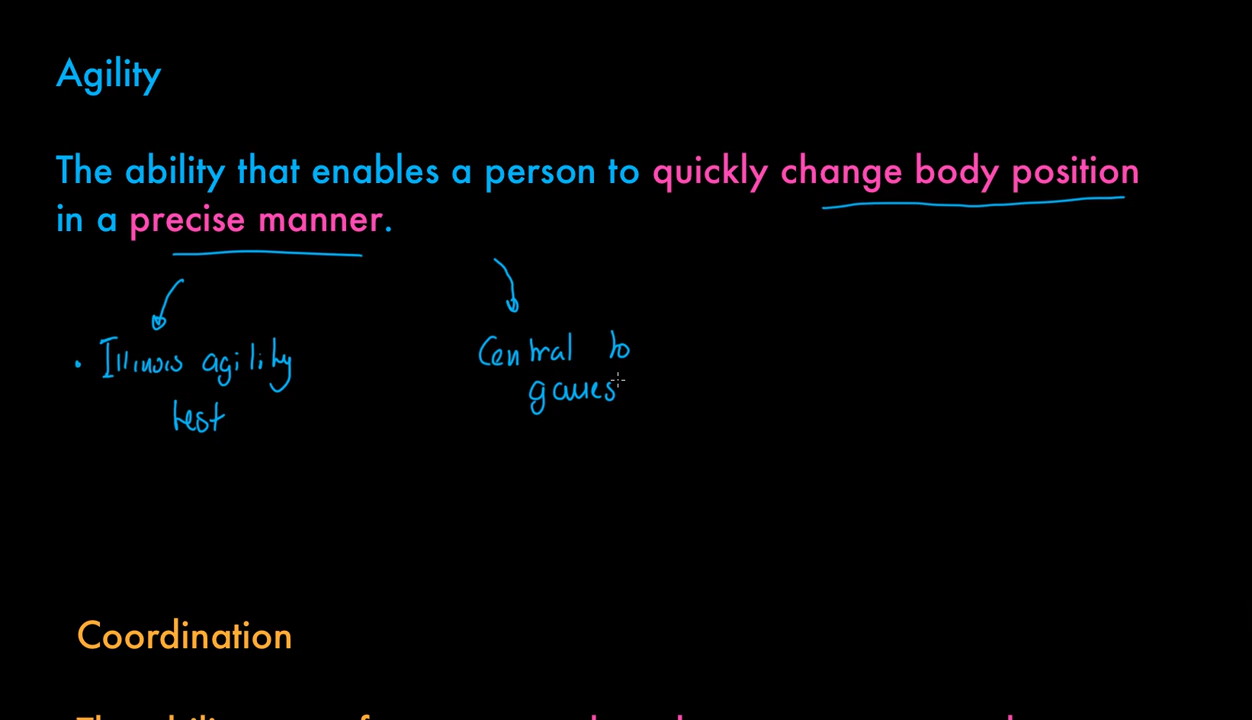 Agility
The ability that enables a person to quickly change body position
in a precise manner.
• Illinois agility
test
Central to
games
Coordination